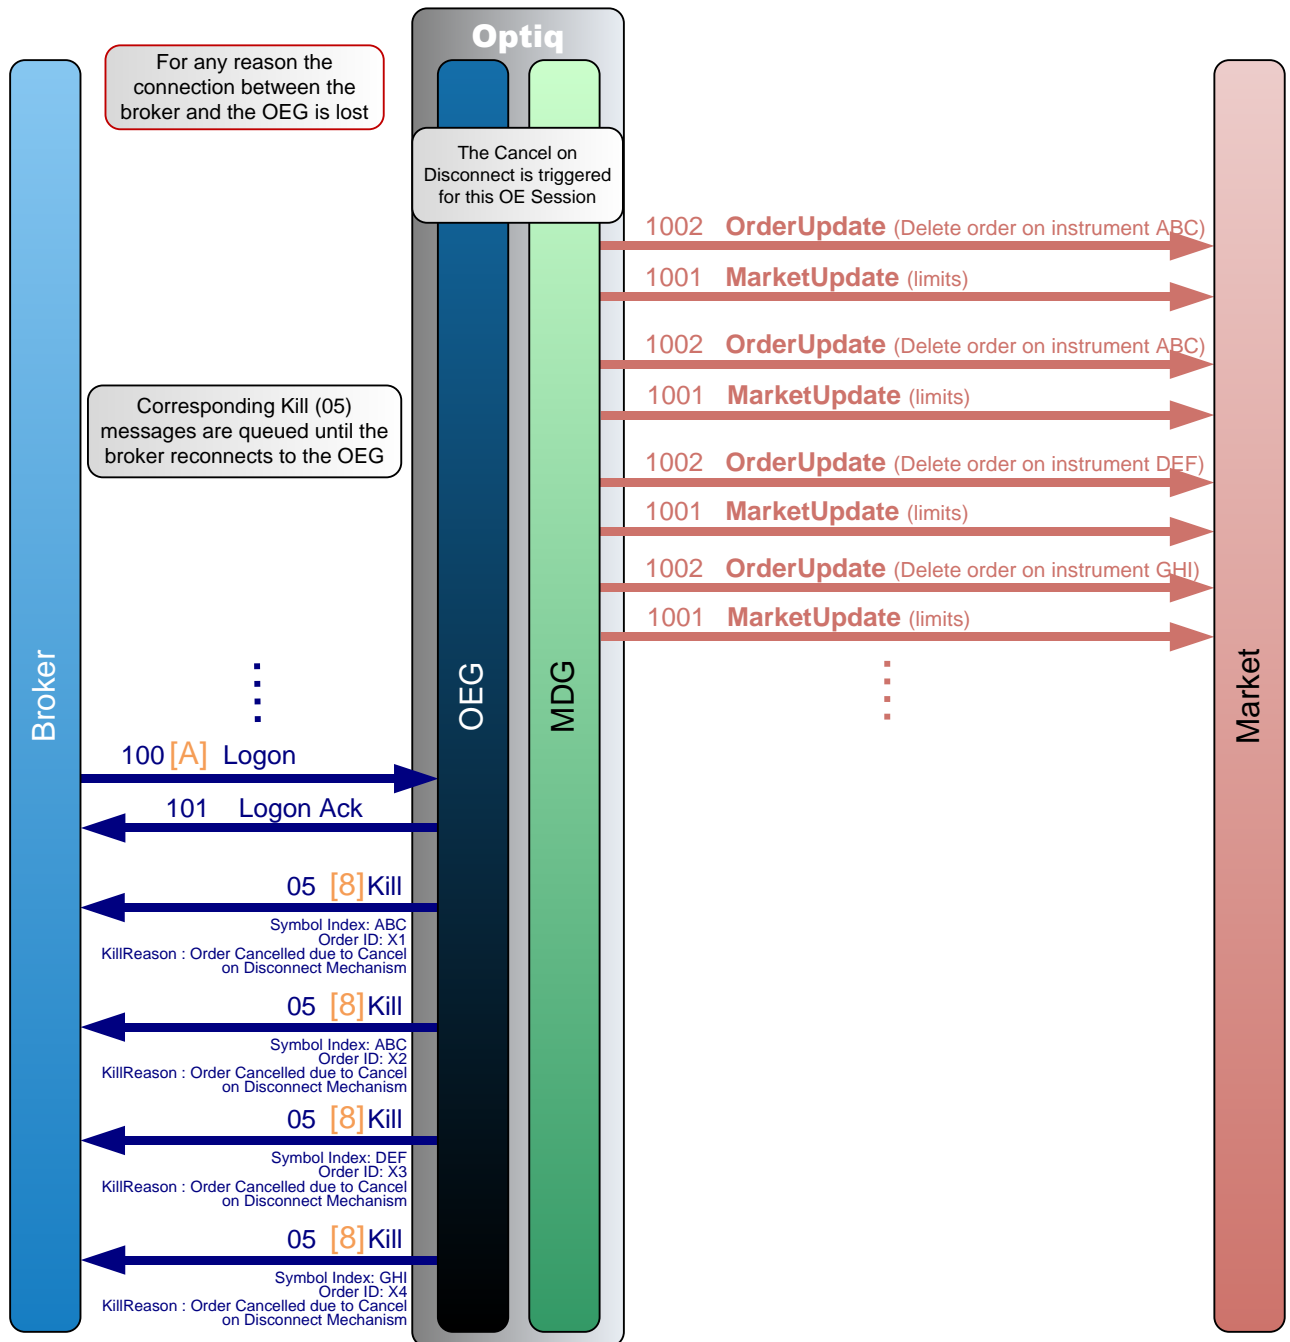 Optiq
For any reason the
connection between the
broker and the OEG is lost
The Cancel on
Disconnect is triggered
for this OE Session
1002 OrderUpdate (Delete order on instrument ABC)
1001 MarketUpdate (limits)
1002 OrderUpdate (Delete order on instrument ABC)
1001 MarketUpdate (limits)
Corresponding Kill (05)
messages are queued until the
broker reconnects to the OEG
1002 OrderUpdate (Delete order on instrument DEF)
1001 MarketUpdate (limits)
1002 OrderUpdate (Delete order on instrument GHI)
1001 MarketUpdate (limits)
Broker
OEG
MDG
Market
100 [A] Logon
101 Logon Ack
05 [8] Kill
Symbol Index: ABC
Order ID: X1
KillReason : Order Cancelled due to Cancel
on Disconnect Mechanism
05 [8] Kill
Symbol Index: ABC
Order ID: X2
KillReason : Order Cancelled due to Cancel
on Disconnect Mechanism
05 [8] Kill
Symbol Index: DEF
Order ID: X3
KillReason : Order Cancelled due to Cancel
on Disconnect Mechanism
05 [8] Kill
Symbol Index: GHI
Order ID: X4
KillReason : Order Cancelled due to Cancel
on Disconnect Mechanism